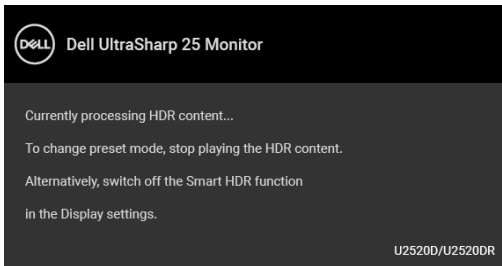 DELL Dell UltraSharp 25 Monitor
Currently processing HDR content...
To change preset mode, stop playing the HDR content.
Alternatively, switch off the Smart HDR function
in the Display settings.
U2520D/U2520DR